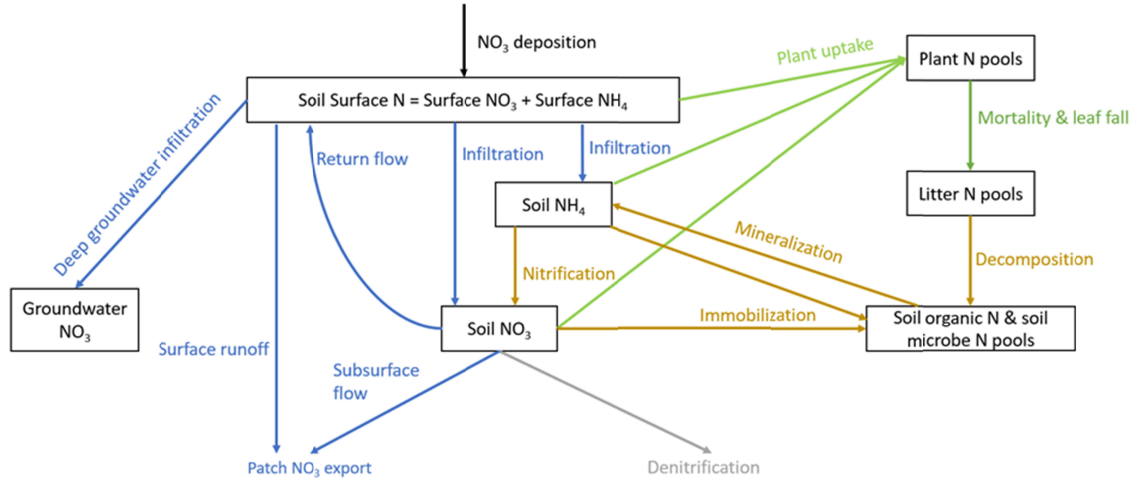 NO₃ deposition
Plant uptake
Plant N pools
Soil Surface N = Surface NO₃ + Surface NH₄
Mortality & leaf fall
Deep groundwater infiltration
Return flow
Infiltration
Infiltration
Soil NH₄
Litter N pools
Mineralization
Nitrification
Decomposition
Groundwater
NO₃
Soil NO₃
Immobilization
Soil organic N & soil
microbe N pools
Surface runoff
Subsurface
flow
Patch NO₃ export
Denitrification